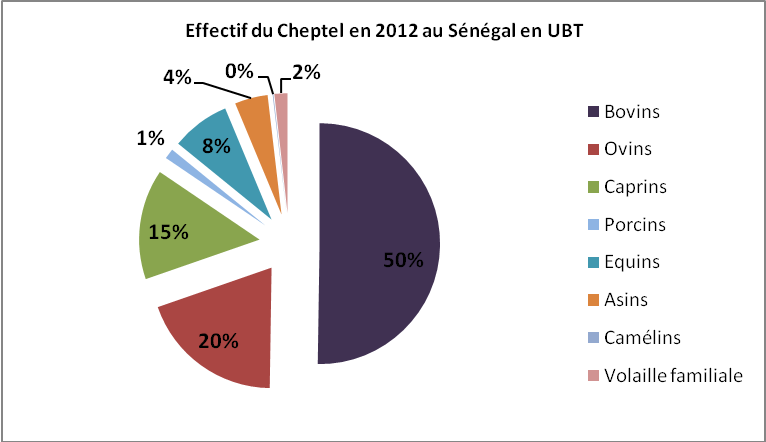 Effectif du Cheptel en 2012 au Sénégal en UBT
4%
0%
2%
1%
8%
15%
50%
20%
Bovins
Ovins
Caprins
Porcins
Equins
Asins
Camélins
Volaille familiale